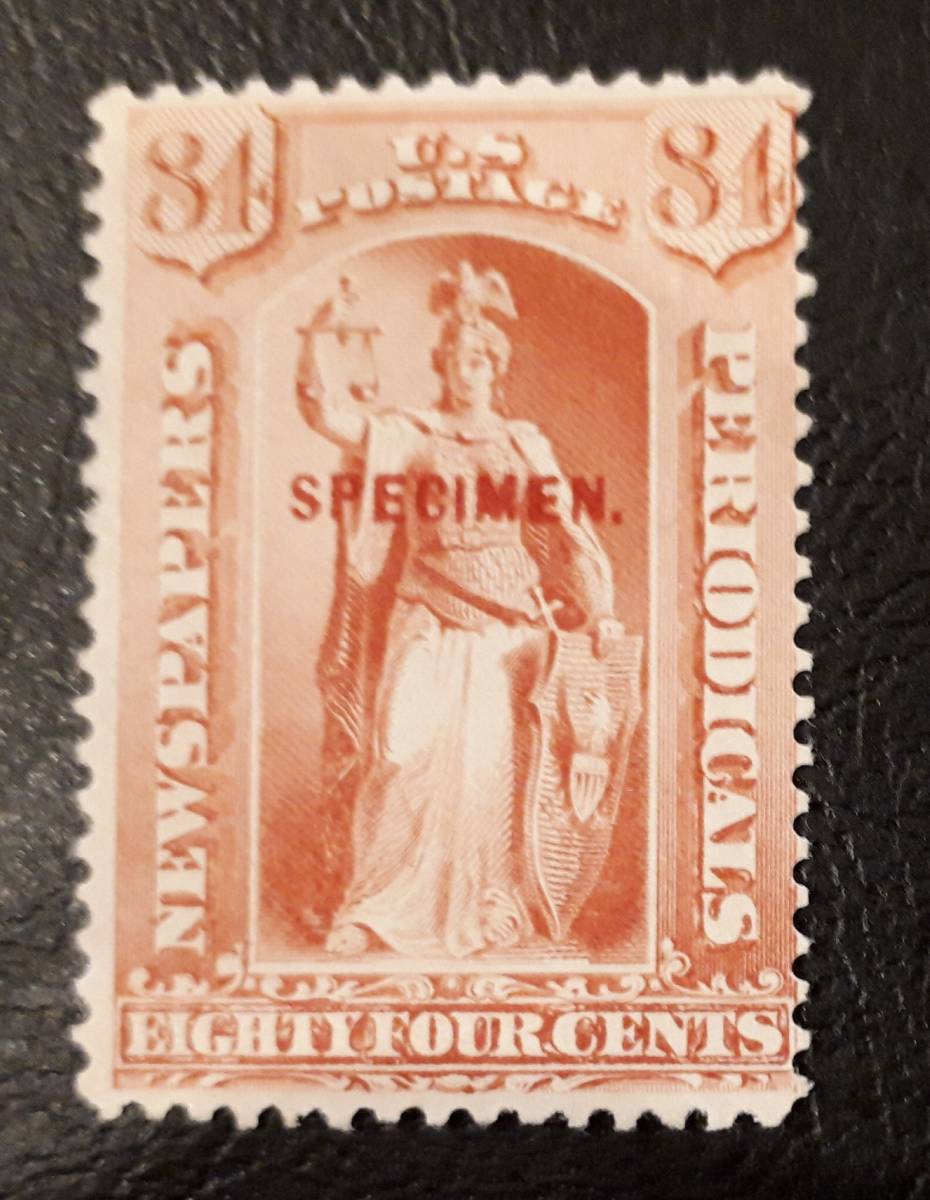 84
U.S
POSTAGE
84
NEWSPAPERS
PERIODICALS
SPECIMEN.
EIGHTY FOUR CENTS